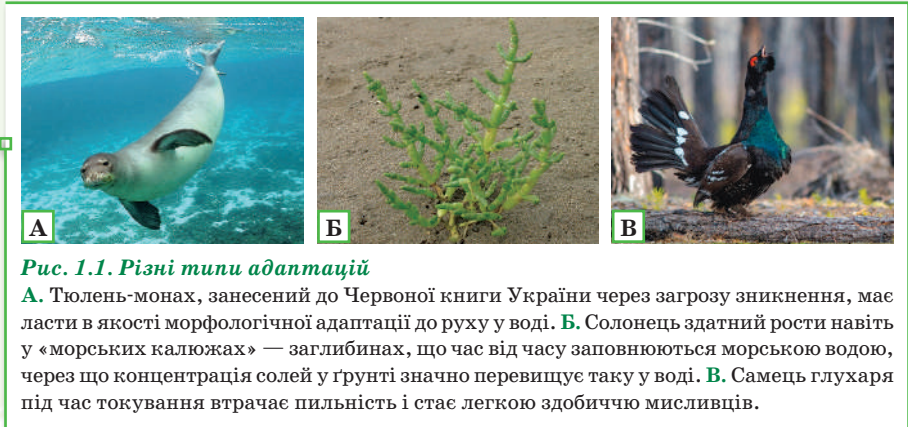 А
Б
В
Рис. 1.1. Різні типи адаптацій
А. Тюлень-монах, занесений до Червоної книги України через загрозу зникнення, має
ласти в якості морфологічної адаптації до руху у воді. Б. Солонець здатний рости навіть
у «морських калюжах» — заглибинах, що час від часу заповнюються морською водою,
через що концентрація солей у ґрунті значно перевищує таку у воді. В. Самець глухаря
під час токування втрачає пильність і стає легкою здобиччю мисливців.